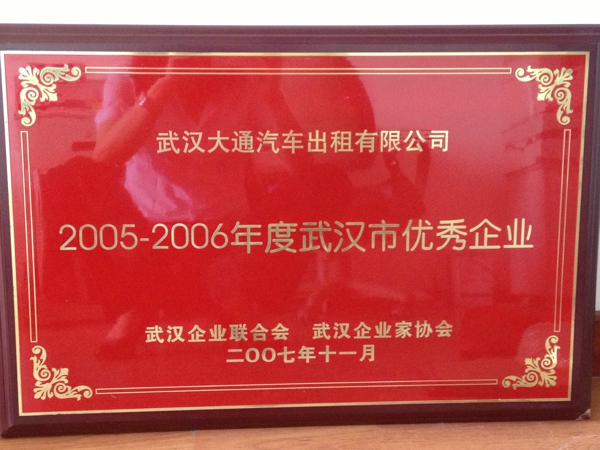 武汉大通汽车出租有限公司
2005-2006年度武汉市优秀企业
武汉企业联合会 武汉企业家协会
二〇〇七年十一月